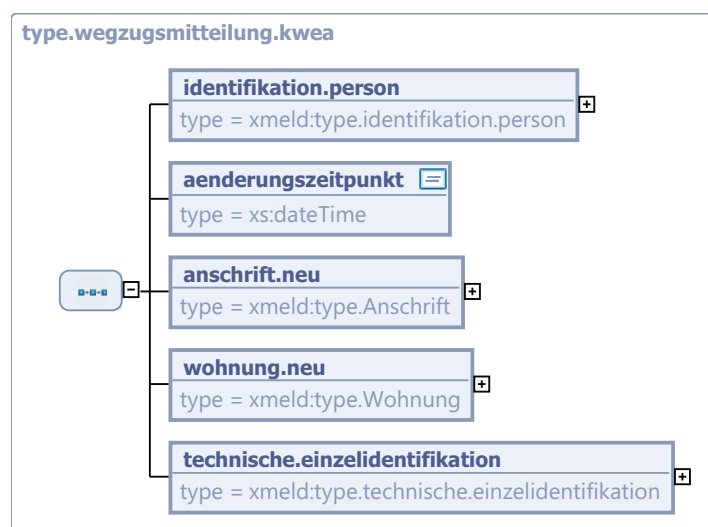 type.wegzugsmitteilung.kwea
identifikation.person
type = xmeld:type.identifikation.person
aenderungszeitpunkt
type = xs:dateTime
anschrift.neu
type = xmeld:type.Anschrift
wohnung.neu
type = xmeld:type.Wohnung
technische.einzelidentifikation
type = xmeld:type.technische.einzelidentifikation